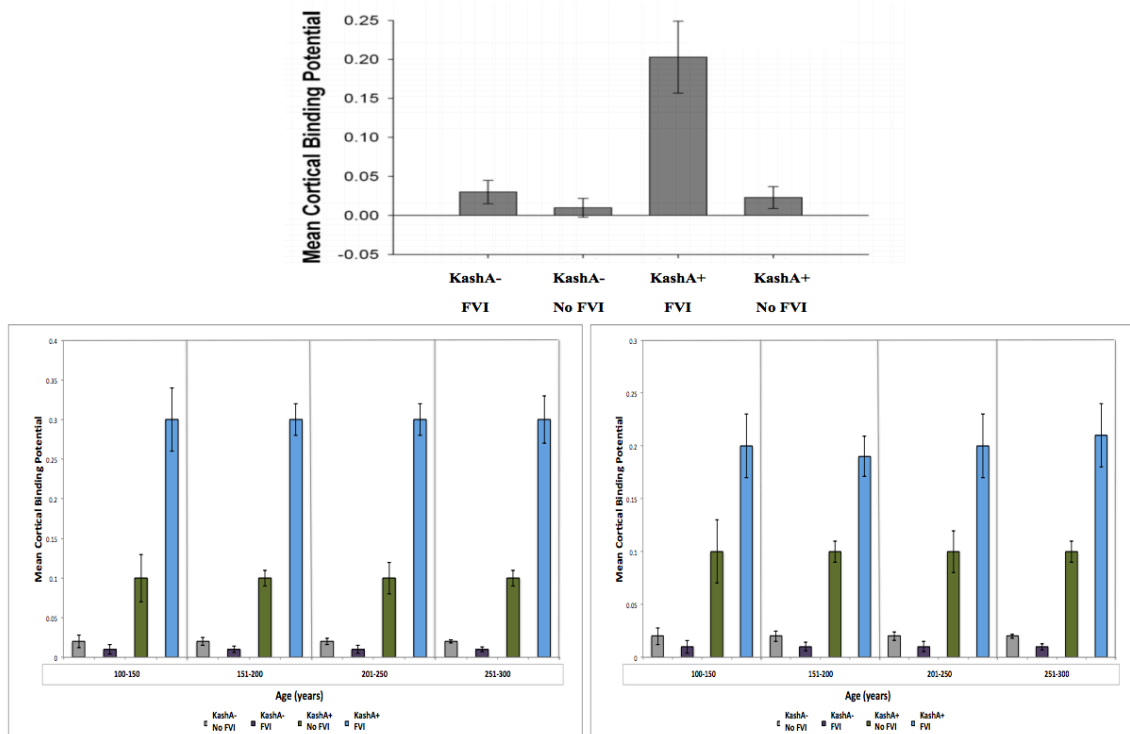 Mean Cortical Binding Potential
0.25
0.20
0.15
0.10
0.05
0.00
-0.05
KashA- KashA- KashA+ KashA+
FVI No FVI FVI No FVI
Mean Cortical Binding Potential
0.4
0.35
0.3
0.25
0.2
0.15
0.1
0.05
0
100-150 151-200 201-250 251-300
Age (years)
KashA- KashA- KashA+ KashA+
No FVI FVI No FVI FVI
Mean Cortical Binding Potential
0.3
0.2
0.1
0.05
0
100-150 151-200 201-250 251-300
Age (years)
KashA- KashA- KashA+ KashA+
No FVI FVI No FVI FVI